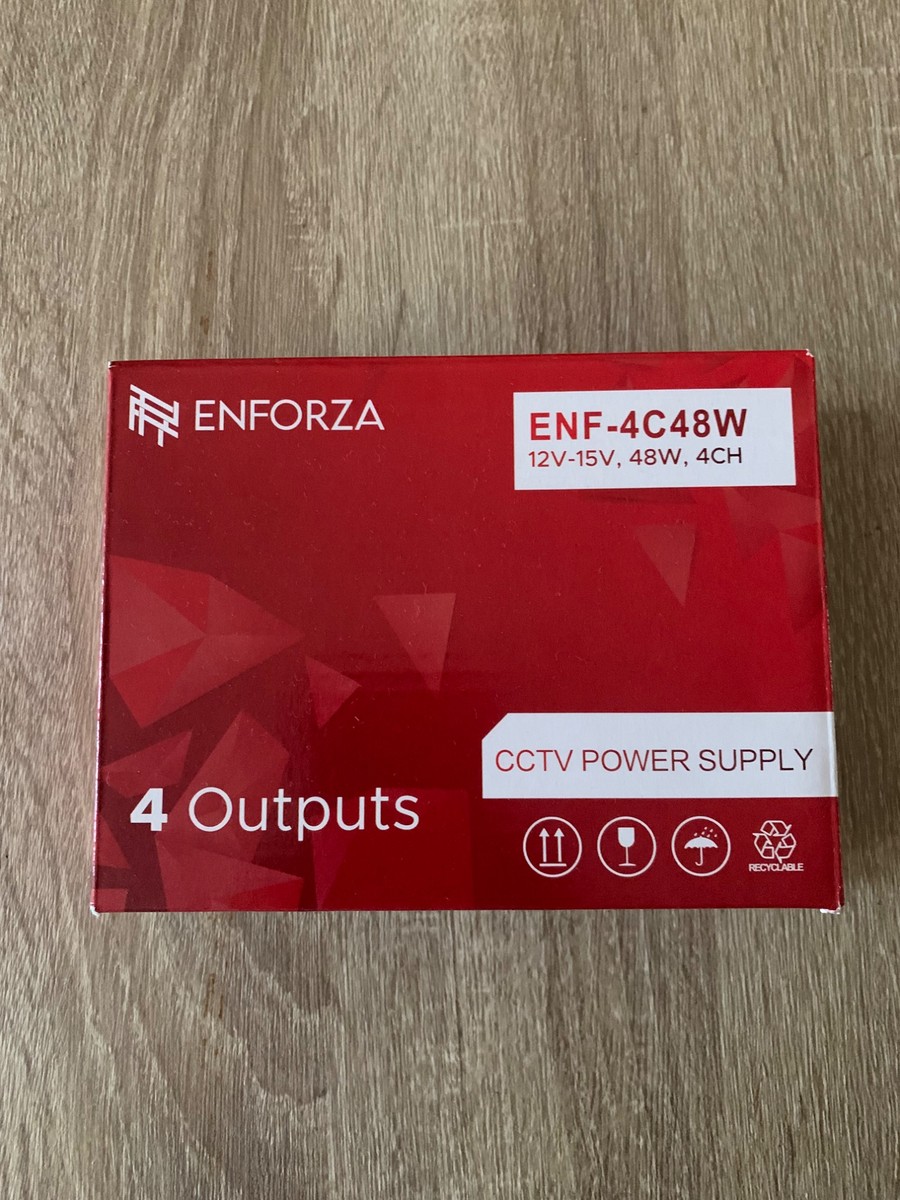 ENFORZA
ENF-4C48W
12V-15V, 48W, 4CH
CCTV POWER SUPPLY
4 Outputs
RECYCLABLE